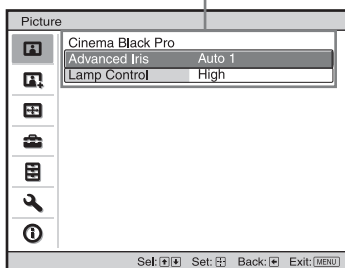 Picture
Cinema Black Pro
Advanced Iris Auto 1
Lamp Control High
Sel: Set: Back: Exit: MENU